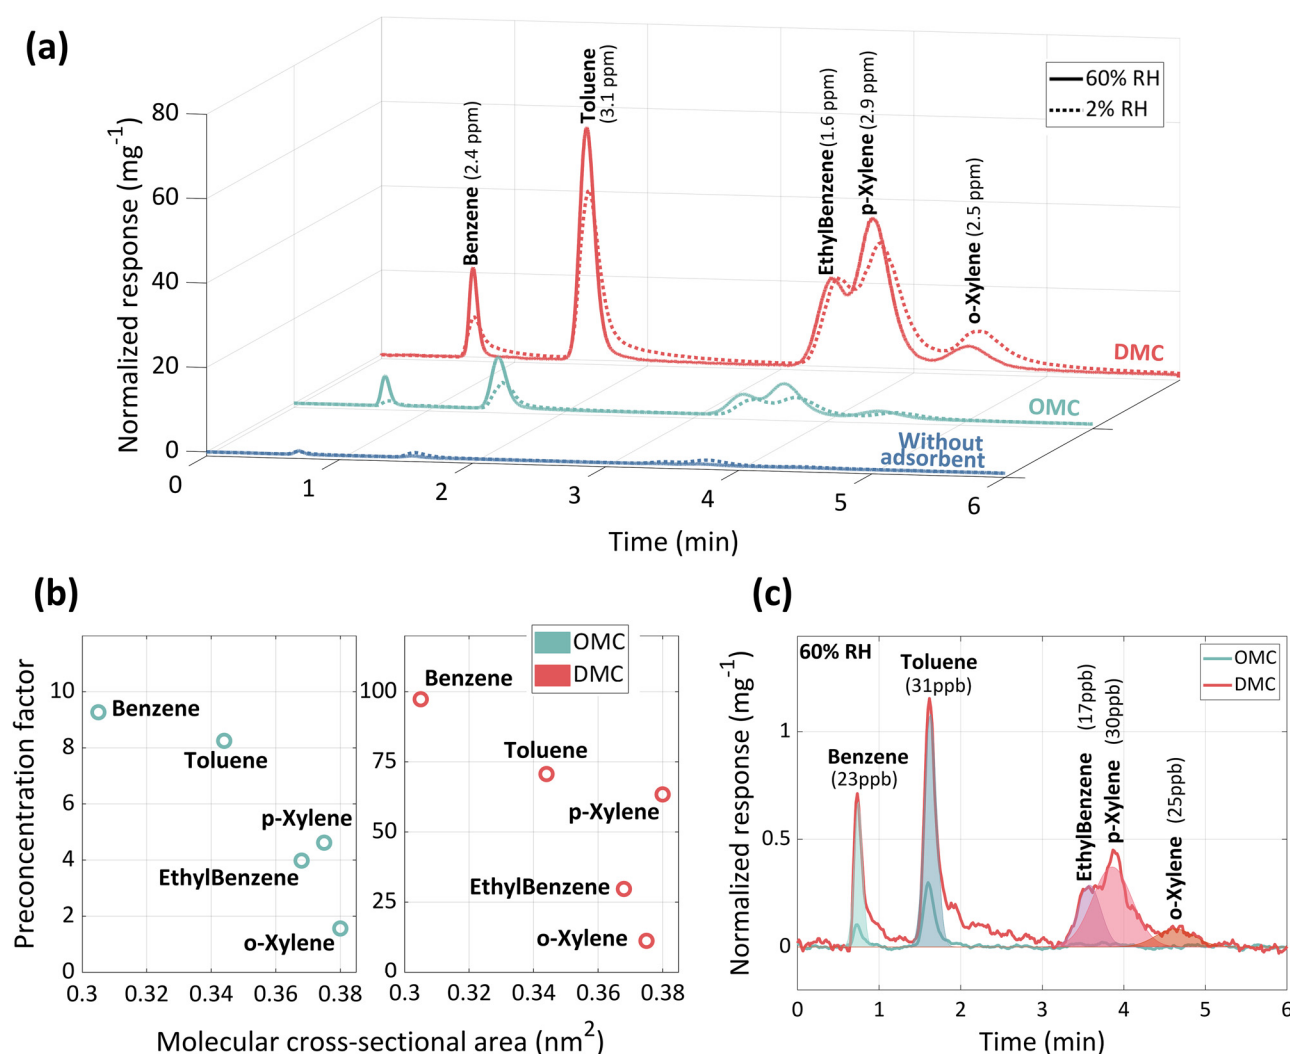 (a)
Normalized response (mg⁻¹)
80
60
40
20
0
Benzene (2.4 ppm)
Toluene
(3.1 ppm)
EthylBenzene (1.6 ppm)
p-Xylene (2.9 ppm)
o-Xylene (2.5 ppm)
60% RH
2% RH
DMC
OMC
Without
adsorbent
0 1 2 3 4 5 6
Time (min)
(b)
Preconcentration factor
10
8
6
4
2
0
Benzene
Toluene
p-Xylene
EthylBenzene
o-Xylene
0.3 0.32 0.34 0.36 0.38
OMC
DMC
100
75
50
25
0
Benzene
Toluene
p-Xylene
EthylBenzene
o-Xylene
0.3 0.32 0.34 0.36 0.38
Molecular cross-sectional area (nm²)
(c)
Normalized response (mg⁻¹)
1
0.5
0
60% RH
OMC
DMC
Benzene
(23ppb)
Toluene
(31ppb)
EthylBenzene (17ppb)
p-Xylene (30ppb)
o-Xylene (25ppb)
0 1 2 3 4 5 6
Time (min)